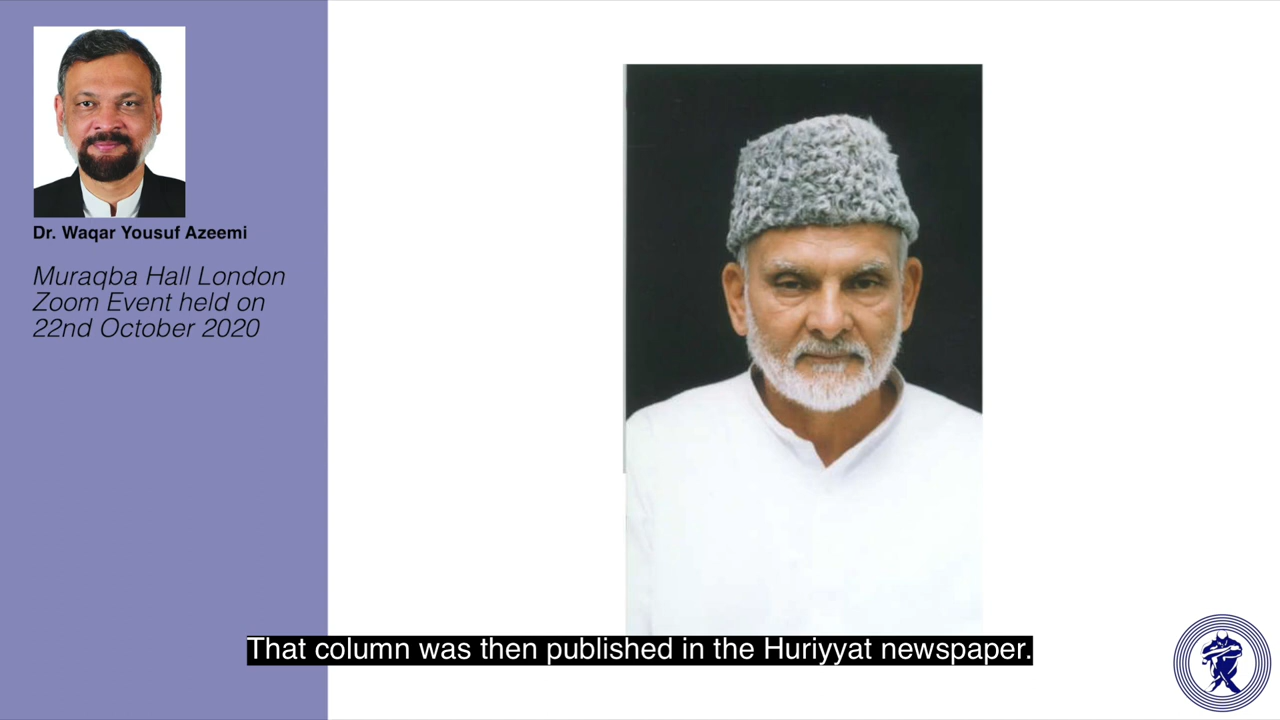 Dr. Waqar Yousuf Azeemi
Muraqba Hall London
Zoom Event held on
22nd October 2020
That column was then published in the Huriyyat newspaper.